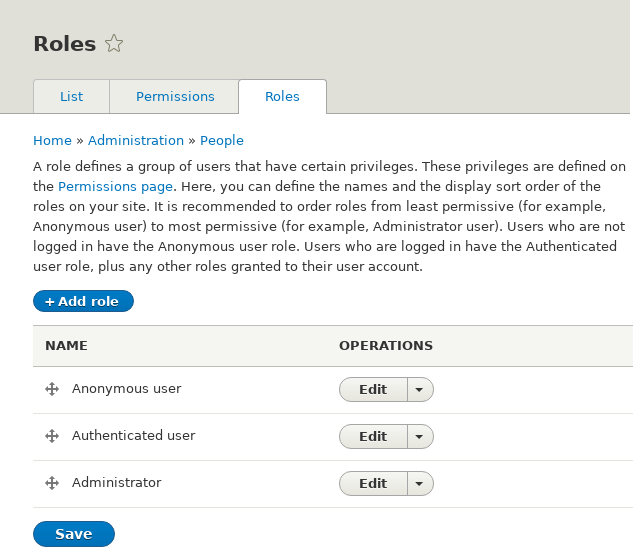 Roles
List Permissions Roles
Home » Administration » People
A role defines a group of users that have certain privileges. These privileges are defined on
the Permissions page. Here, you can define the names and the display sort order of the
roles on your site. It is recommended to order roles from least permissive (for example,
Anonymous user) to most permissive (for example, Administrator user). Users who are not
logged in have the Anonymous user role. Users who are logged in have the Authenticated
user role, plus any other roles granted to their user account.
+ Add role
NAME OPERATIONS
Anonymous user Edit
Authenticated user Edit
Administrator Edit
Save